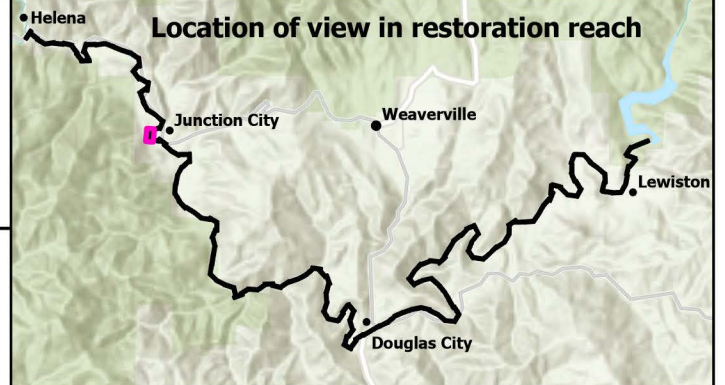 Helena
Location of view in restoration reach
Junction City
Weaverville
Lewiston
Douglas City